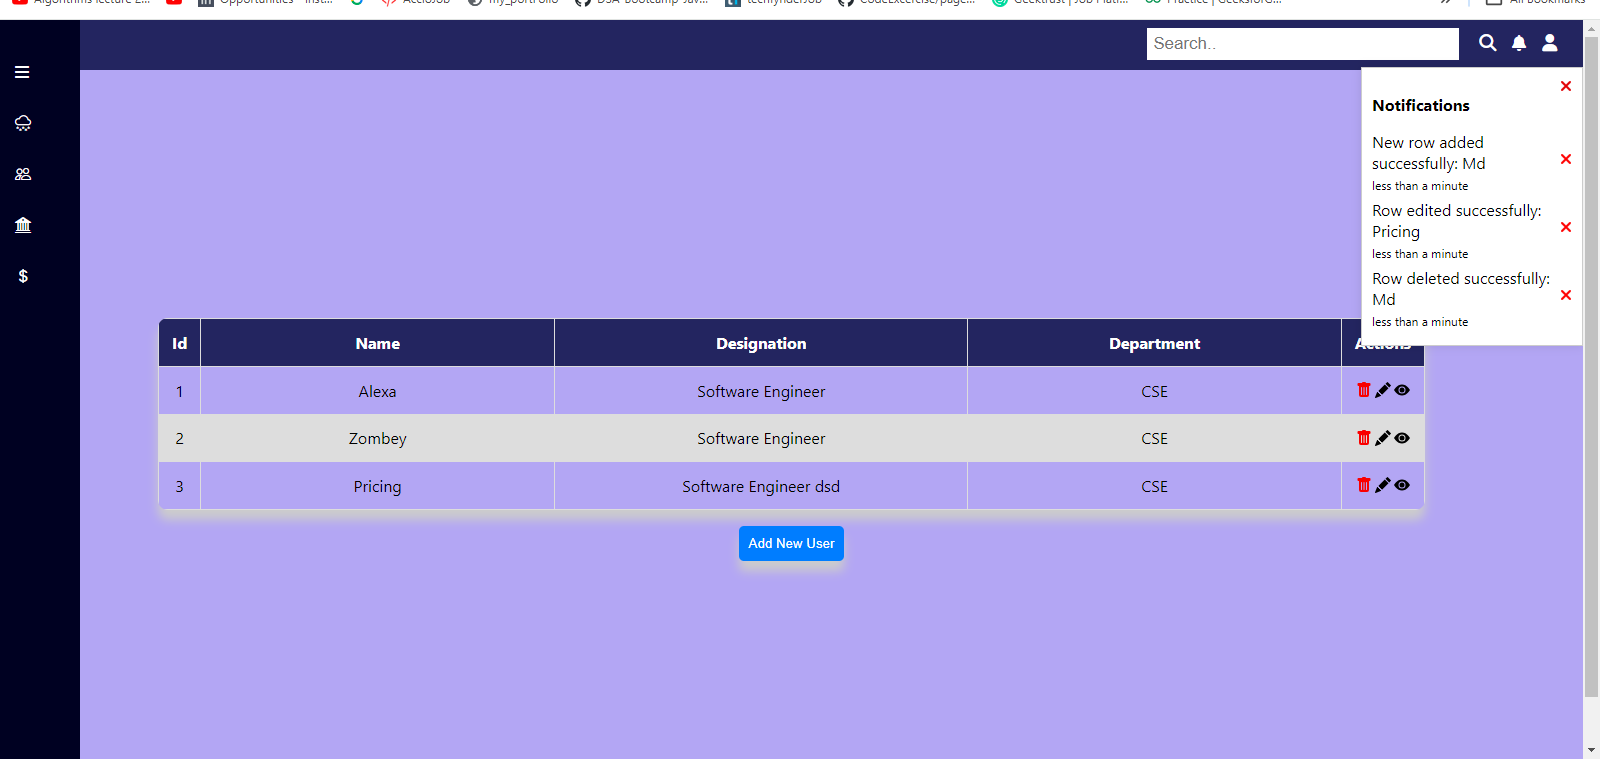 Algorithms lecture 2...
Opportunities - Inst...
AccioJob
my_portfolio
DSA-Bootcamp-Jav...
techfynderJob
CodeExcercise/page...
Geektrust | Job Platf...
Practice | GeeksforG...
»
All Bookmarks
Search..
Notifications
New row added
successfully: Md
less than a minute
Row edited successfully:
Pricing
less than a minute
Row deleted successfully:
Md
less than a minute
Id Name Designation Department Actions
1 Alexa Software Engineer CSE
2 Zombey Software Engineer CSE
3 Pricing Software Engineer dsd CSE
Add New User